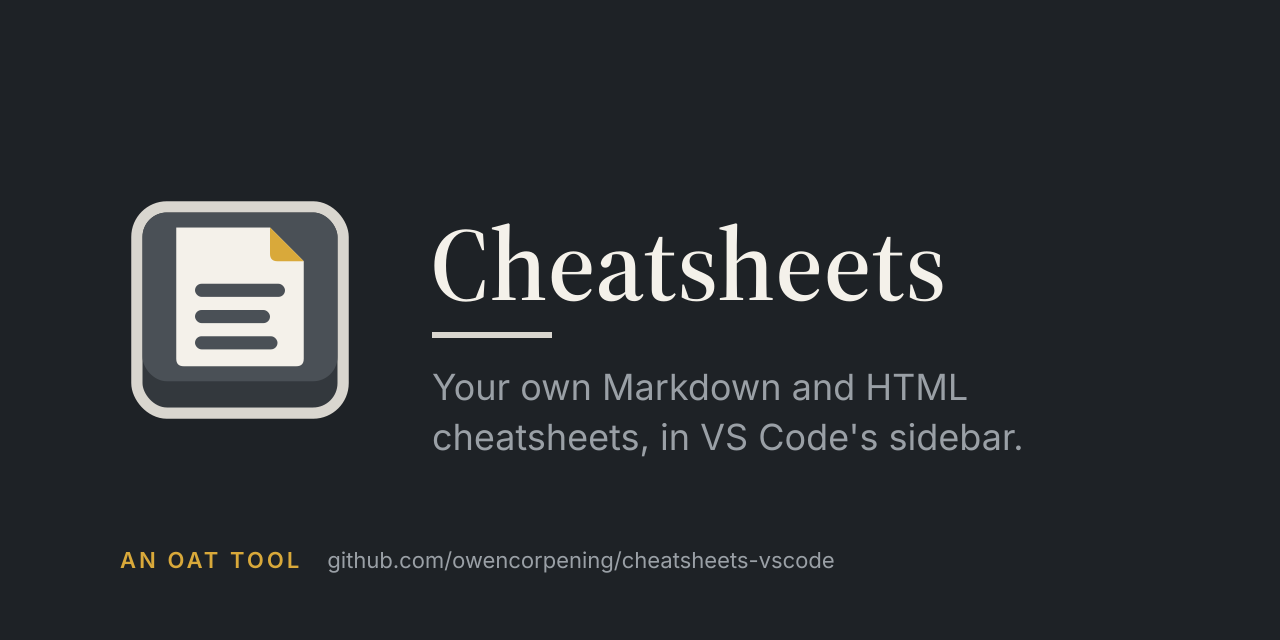 Cheatsheets
Your own Markdown and HTML
cheatsheets, in VS Code's sidebar.
AN OAT TOOL github.com/owencorpening/cheatsheets-vscode